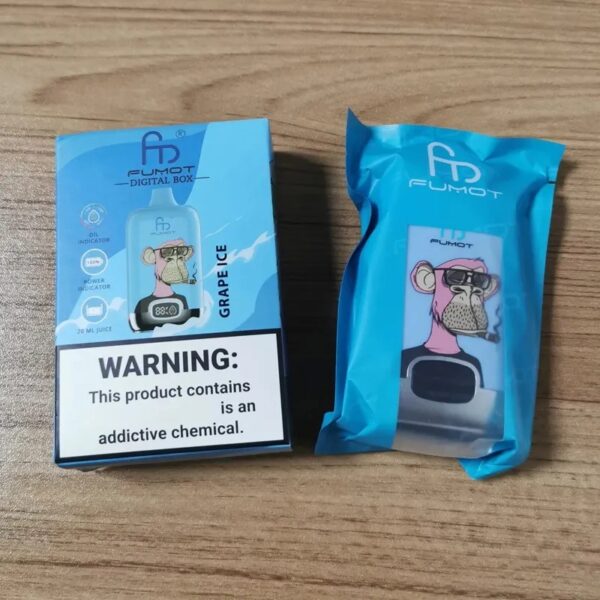 FUMOT
®
DIGITAL BOX
FUMOT
OIL
INDICATOR
POWER
INDICATOR
20 ML JUICE
GRAPE ICE
WARNING:
This product contains
is an
addictive chemical.
FUMOT
FUMOT